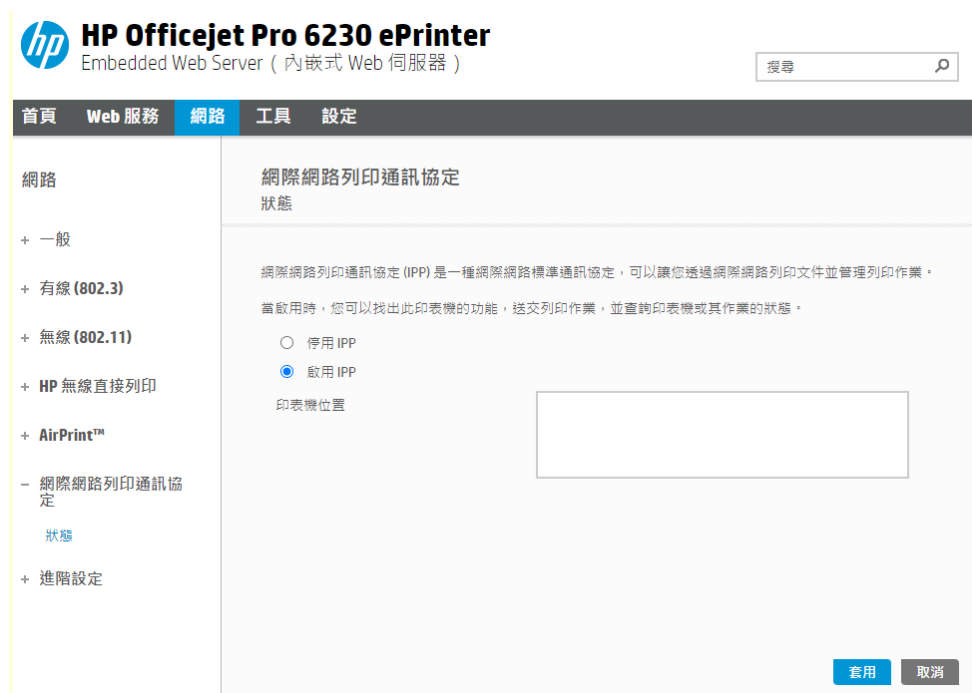 hp
HP Officejet Pro 6230 ePrinter
Embedded Web Server ( 內嵌式 Web 伺服器 )
搜尋
首頁 Web 服務 網路 工具 設定
網路
+ 一般
+ 有線 (802.3)
+ 無線 (802.11)
+ HP 無線直接列印
+ AirPrint™
− 網際網路列印通訊協
定
狀態
+ 進階設定
網際網路列印通訊協定
狀態
網際網路列印通訊協定 (IPP) 是一種網際網路標準通訊協定，可以讓您透過網際網路列印文件並管理列印作業。
當啟用時，您可以找出此印表機的功能，送交列印作業，並查詢印表機或其作業的狀態。
停用 IPP
啟用 IPP
印表機位置
套用 取消